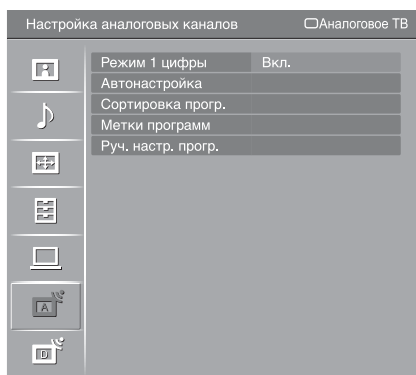 Настройка аналоговых каналов
Аналоговое ТВ
Режим 1 цифры Вкл.
Автонастройка
Сортировка прогр.
Метки программ
Руч. настр. прогр.
A
D